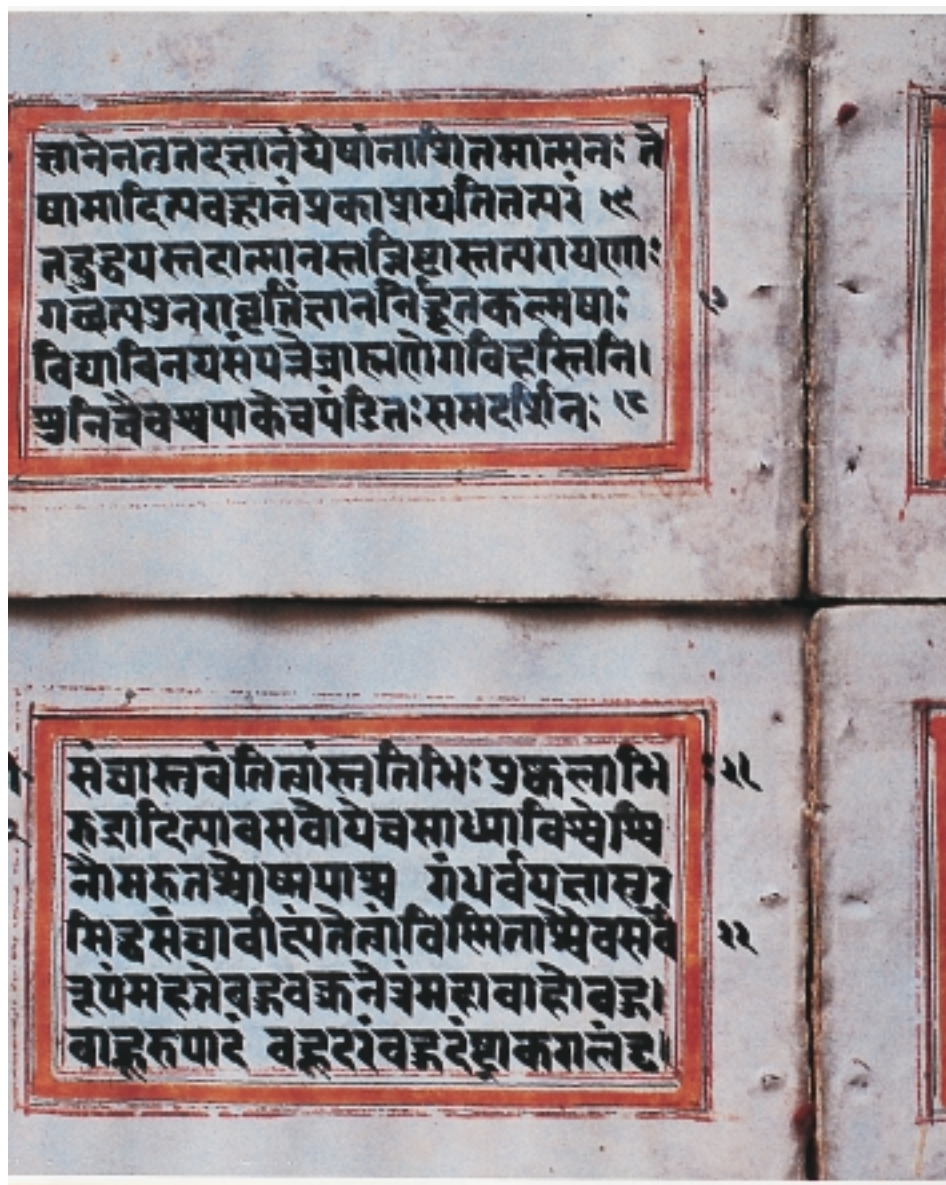 ज्ञानेनतुतदज्ञानंयेषांनाशितमात्मनः ते
षामादित्यवज्ञानंप्रकाशयतितत्परं १६
तद्बुद्धयस्तदात्मानस्तन्निष्टास्तत्परायणाः
गछंत्यपुनरावृत्तिंज्ञाननिर्द्धूतकल्मषाः १७
विद्याविनयसंपन्नेब्राह्मणेगविहस्तिनि।
शुनिचैवश्वपाकेचपंडितःसमदर्शिनः १८
संघास्तुवंतित्वांस्तुतिभिःपुष्कलाभि :२१
रुद्रादित्यावसवोयेचसाध्याविश्वेश्वि
नौमरुतश्चोष्मपाश्च गंधर्वयक्षासुर
सिद्धसंघावीक्ष्यंतेत्वांविस्मिताश्चैवसर्वे २२
रूपंमहत्तेबहुवक्त्रनेत्रंमहाबाहोबहु।
बाहूरुपादं बहूदरंबहुदंष्ट्राकरालंदृ।